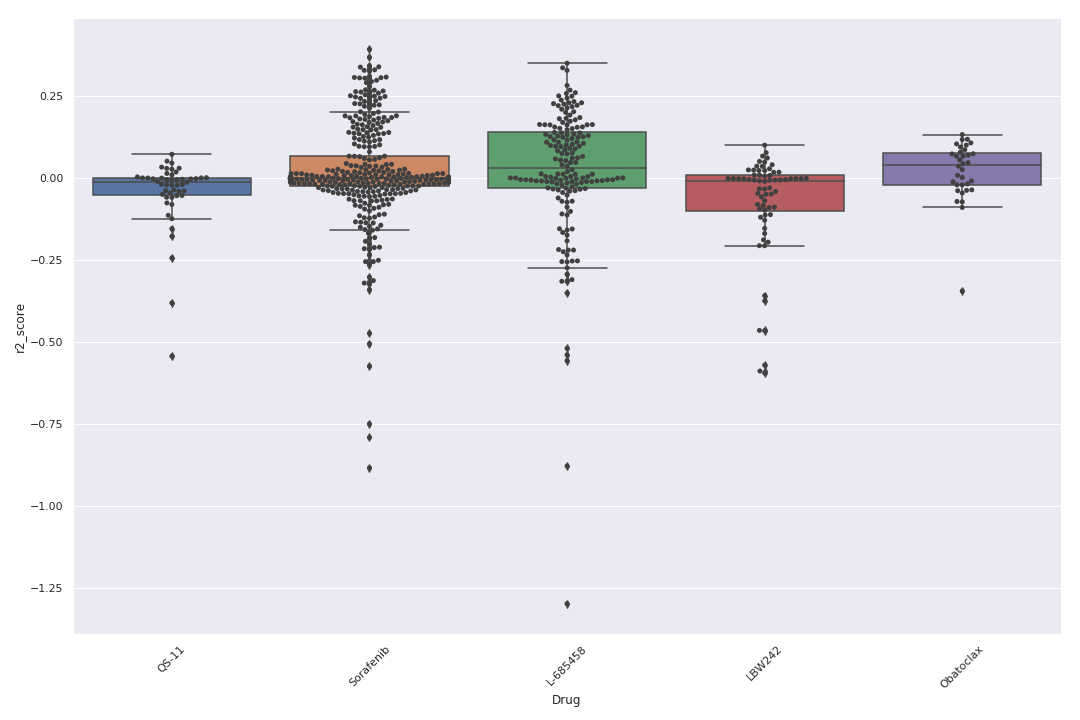 r2_score
0.25
0.00
−0.25
−0.50
−0.75
−1.00
−1.25
QS-11
Sorafenib
L-685458
LBW242
Obatoclax
Drug